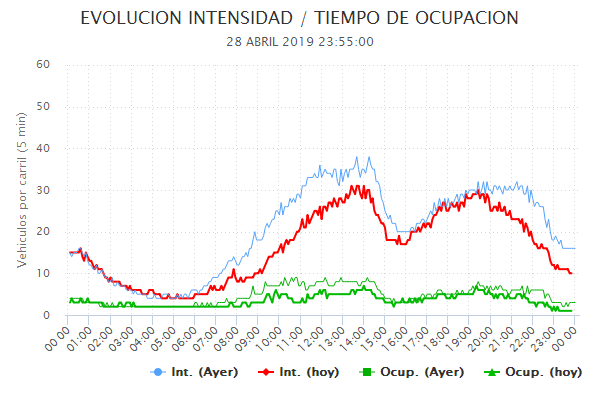 EVOLUCION INTENSIDAD / TIEMPO DE OCUPACION
28 ABRIL 2019 23:55:00
Vehiculos por carril (5 min)
60
50
40
30
20
10
0
00:00 01:00 02:00 03:00 04:00 05:00 06:00 07:00 08:00 09:00 10:00 11:00 12:00 13:00 14:00 15:00 16:00 17:00 18:00 19:00 20:00 21:00 22:00 23:00 00:00
Int. (Ayer) Int. (hoy) Ocup. (Ayer) Ocup. (hoy)